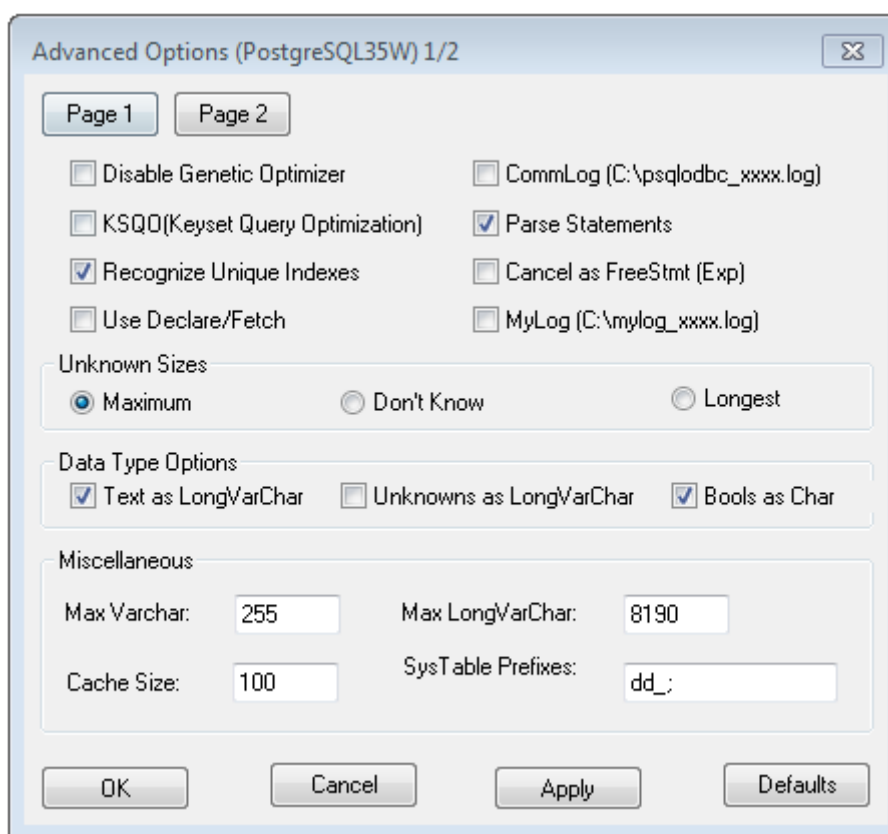 Advanced Options (PostgreSQL35W) 1/2
Page 1 Page 2
Disable Genetic Optimizer CommLog (C:\psqlodbc_xxxx.log)
KSQO(Keyset Query Optimization) Parse Statements
Recognize Unique Indexes Cancel as FreeStmt (Exp)
Use Declare/Fetch MyLog (C:\mylog_xxxx.log)
Unknown Sizes
Maximum Don't Know Longest
Data Type Options
Text as LongVarChar Unknowns as LongVarChar Bools as Char
Miscellaneous
Max Varchar: 255 Max LongVarChar: 8190
Cache Size: 100 SysTable Prefixes: dd_;
OK Cancel Apply Defaults